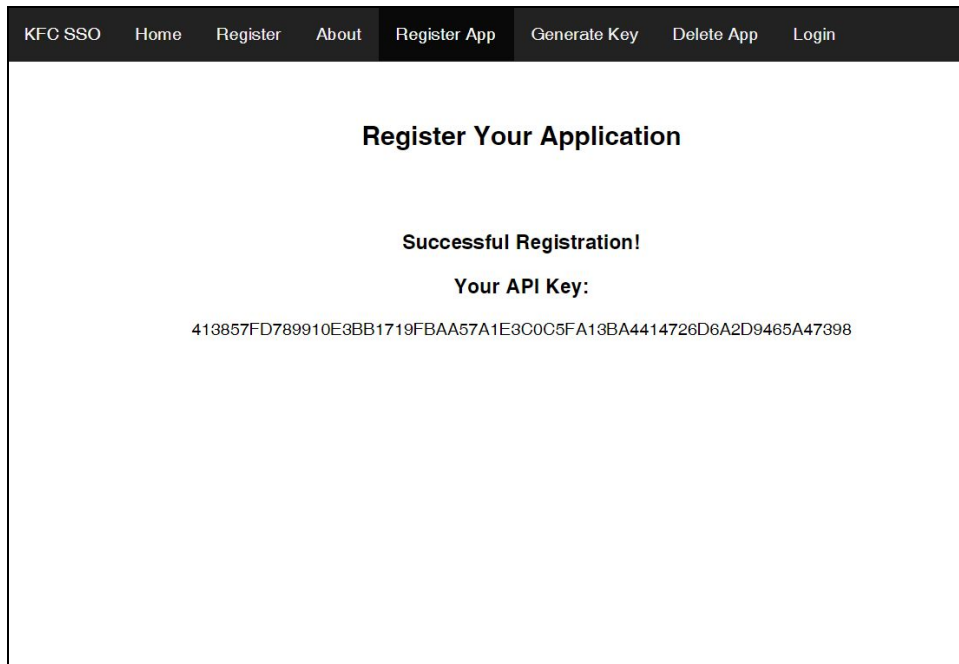 KFC SSO Home Register About Register App Generate Key Delete App Login
Register Your Application
Successful Registration!
Your API Key:
413857FD789910E3BB1719FBAA57A1E3C0C5FA13BA4414726D6A2D9465A47398